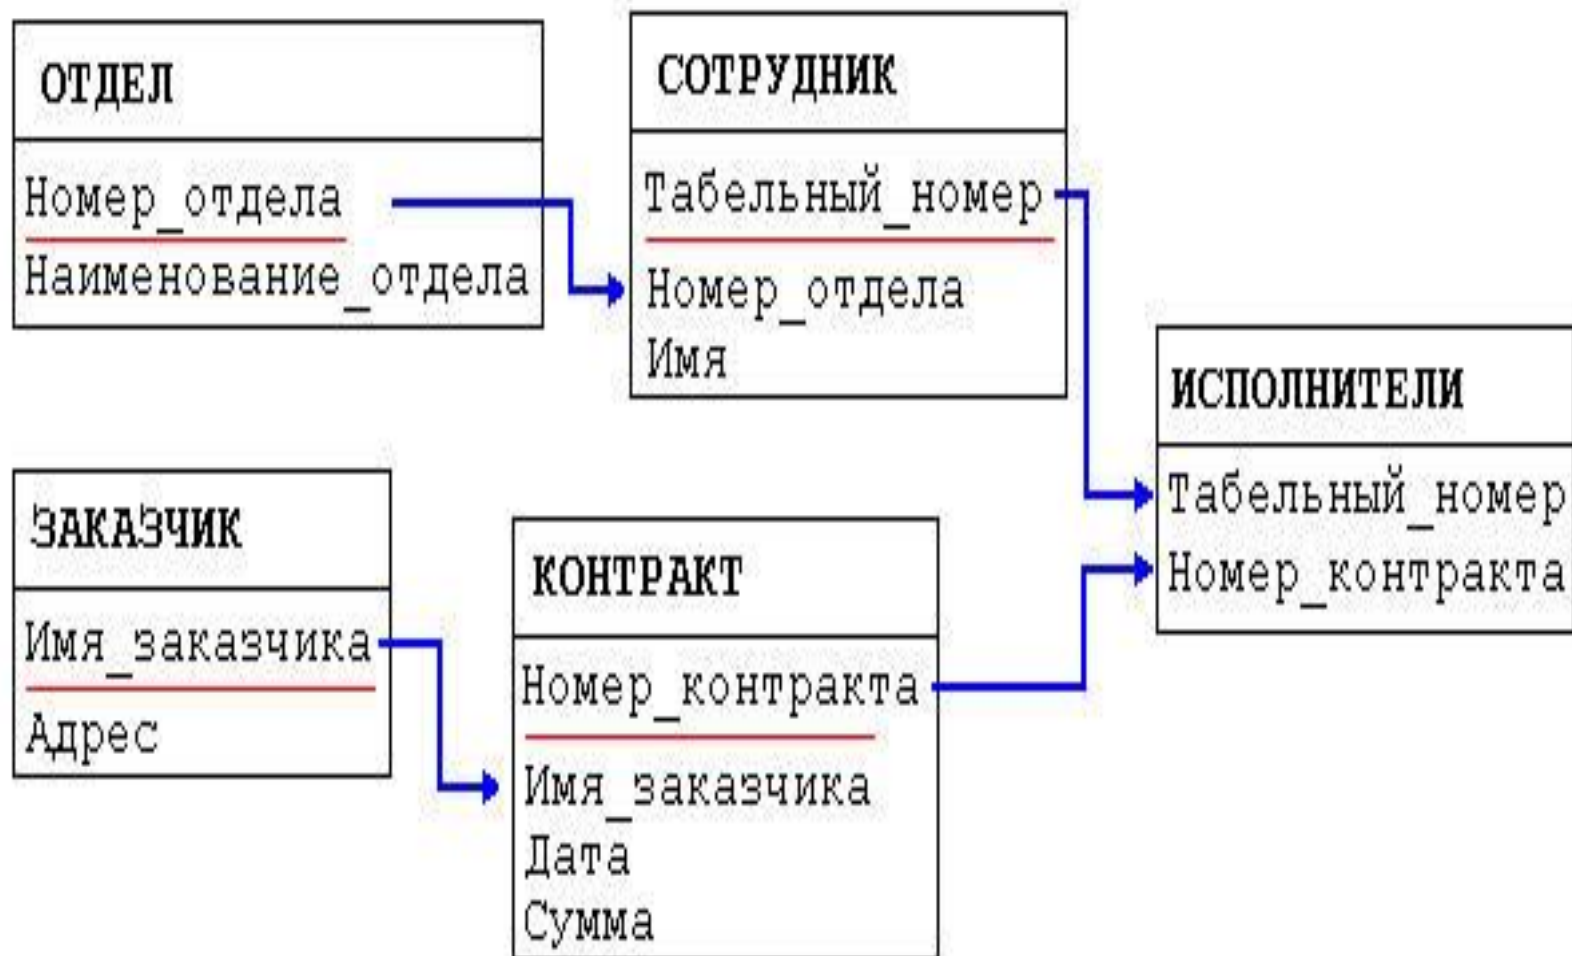 ОТДЕЛ
Номер_отдела
Наименование_отдела
СОТРУДНИК
Табельный_номер
Номер_отдела
Имя
ИСПОЛНИТЕЛИ
Табельный_номер
Номер_контракта
ЗАКАЗЧИК
Имя_заказчика
Адрес
КОНТРАКТ
Номер_контракта
Имя_заказчика
Дата
Сумма